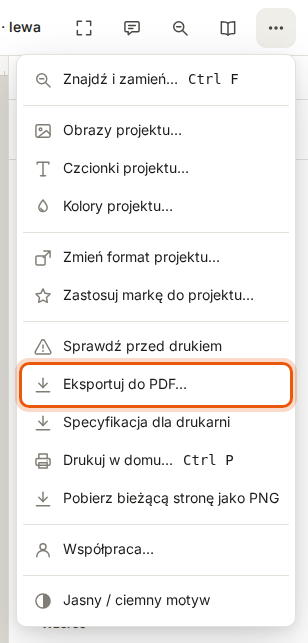 · lewa
Znajdź i zamień... Ctrl F
Obrazy projektu...
Czcionki projektu...
Kolory projektu...
Zmień format projektu...
Zastosuj markę do projektu...
Sprawdź przed drukiem
Eksportuj do PDF...
Specyfikacja dla drukarni
Drukuj w domu... Ctrl P
Pobierz bieżącą stronę jako PNG
Współpraca...
Jasny / ciemny motyw